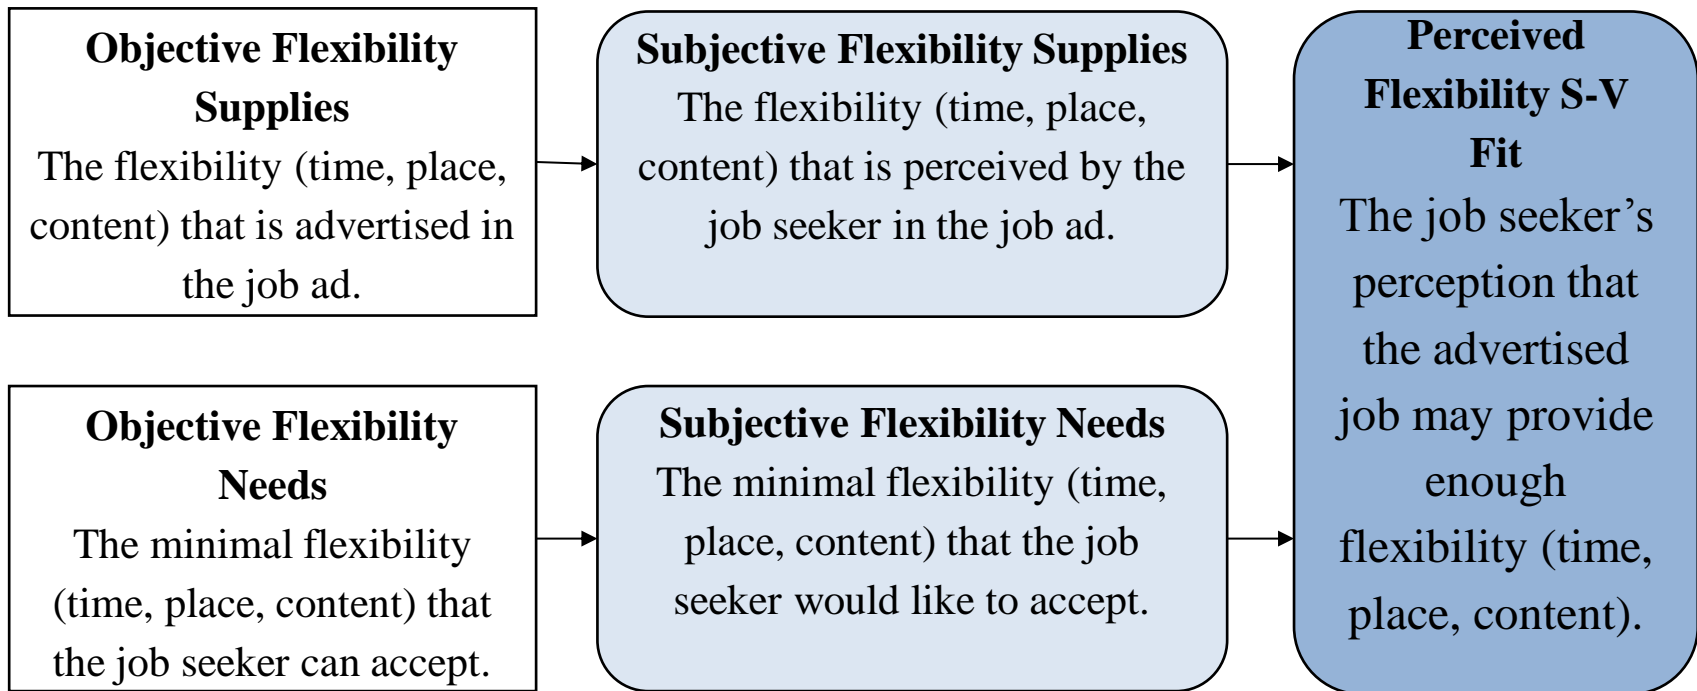 Objective Flexibility
Supplies
The flexibility (time, place,
content) that is advertised in
the job ad.
Subjective Flexibility Supplies
The flexibility (time, place,
content) that is perceived by the
job seeker in the job ad.
Objective Flexibility
Needs
The minimal flexibility
(time, place, content) that
the job seeker can accept.
Subjective Flexibility Needs
The minimal flexibility (time,
place, content) that the job
seeker would like to accept.
Perceived
Flexibility S-V
Fit
The job seeker’s
perception that
the advertised
job may provide
enough
flexibility (time,
place, content).